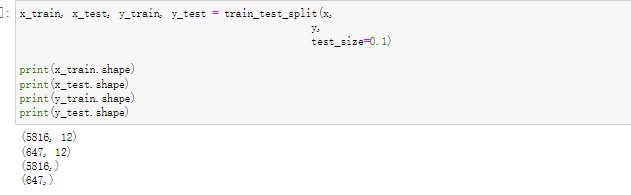 ]: x_train, x_test, y_train, y_test = train_test_split(x,
y,
test_size=0.1)
print(x_train.shape)
print(x_test.shape)
print(y_train.shape)
print(y_test.shape)
(5816, 12)
(647, 12)
(5816,)
(647,)